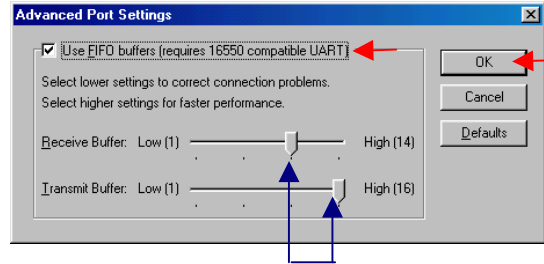 Advanced Port Settings
Use FIFO buffers (requires 16550 compatible UART)
OK
Select lower settings to correct connection problems.
Cancel
Select higher settings for faster performance.
Defaults
Receive Buffer: Low (1) High (14)
Transmit Buffer: Low (1) High (16)